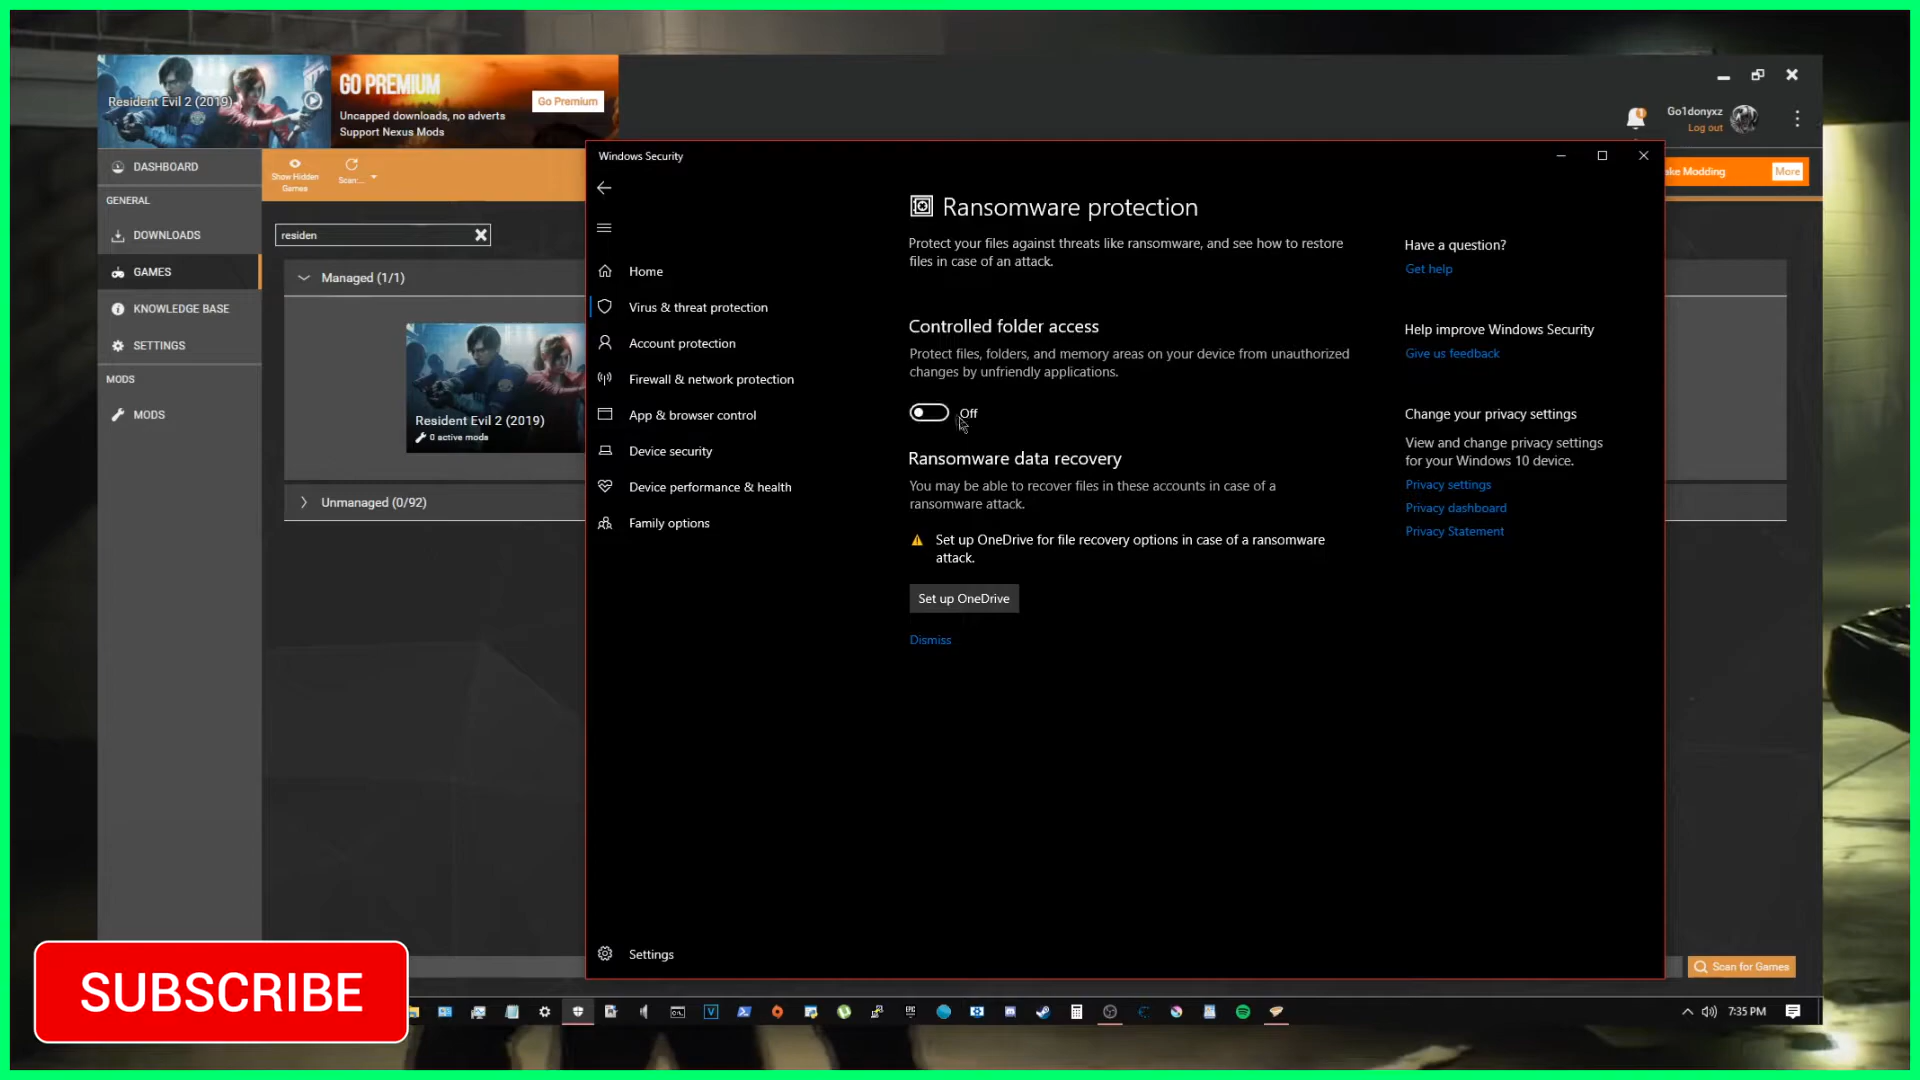 Resident Evil 2 (2019)
GO PREMIUM
Uncapped downloads, no adverts
Support Nexus Mods
Go Premium
1
Go1donyxz
Log out
DASHBOARD
GENERAL
DOWNLOADS
GAMES
KNOWLEDGE BASE
SETTINGS
MODS
MODS
Show Hidden
Games
Scan:...
ake Modding
More
residen
Managed (1/1)
Resident Evil 2 (2019)
0 active mods
Unmanaged (0/92)
Windows Security
Home
Virus & threat protection
Account protection
Firewall & network protection
App & browser control
Device security
Device performance & health
Family options
Settings
Ransomware protection
Protect your files against threats like ransomware, and see how to restore
files in case of an attack.
Controlled folder access
Protect files, folders, and memory areas on your device from unauthorized
changes by unfriendly applications.
Off
Ransomware data recovery
You may be able to recover files in these accounts in case of a
ransomware attack.
Set up OneDrive for file recovery options in case of a ransomware
attack.
Set up OneDrive
Dismiss
Have a question?
Get help
Help improve Windows Security
Give us feedback
Change your privacy settings
View and change privacy settings
for your Windows 10 device.
Privacy settings
Privacy dashboard
Privacy Statement
Scan for Games
SUBSCRIBE
7:35 PM